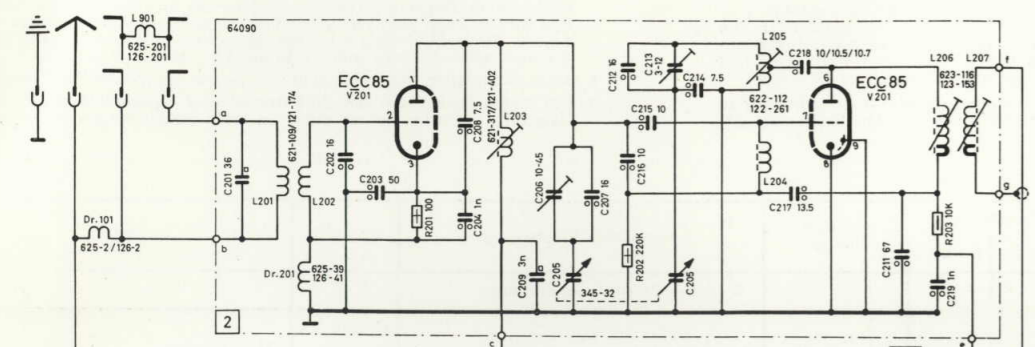 L901
625-201
126-201
64090
ECC85
V201
1
2
3
a
b
C201 36
621-109/121-174
L201
L202
C202 16
C203 50
R201 100
C208 7.5
C204 1n
621-317/121-402
L203
Dr.101
625-2/126-2
Dr.201
625-39
126-41
C209 3n
C206 10-45
C207 16
C205
345-32
C205
C215 10
C216 10
R202 220K
C212 16
C213
3-12
C214 7.5
L205
622-112
122-261
C218 10/10.5/10.7
L204
C217 13.5
ECC85
V201
6
7
8
9
L206
L207
623-116
123-153
C211 67
R203 10K
C219 1n
f
g
2
c
e